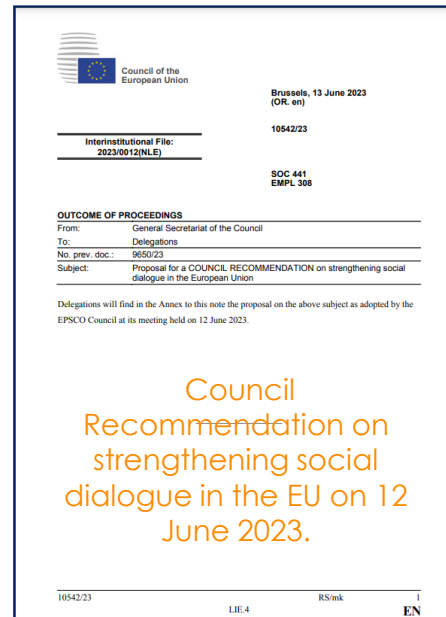 Council of the
European Union
Brussels, 13 June 2023
(OR. en)
10542/23
Interinstitutional File:
2023/0012(NLE)
SOC 441
EMPL 308
OUTCOME OF PROCEEDINGS
From: General Secretariat of the Council
To: Delegations
No. prev. doc.: 9650/23
Subject: Proposal for a COUNCIL RECOMMENDATION on strengthening social
dialogue in the European Union
Delegations will find in the Annex to this note the proposal on the above subject as adopted by the
EPSCO Council at its meeting held on 12 June 2023.
Council
Recommendation on
strengthening social
dialogue in the EU on 12
June 2023.
10542/23 RS/mk 1
LIE.4 EN